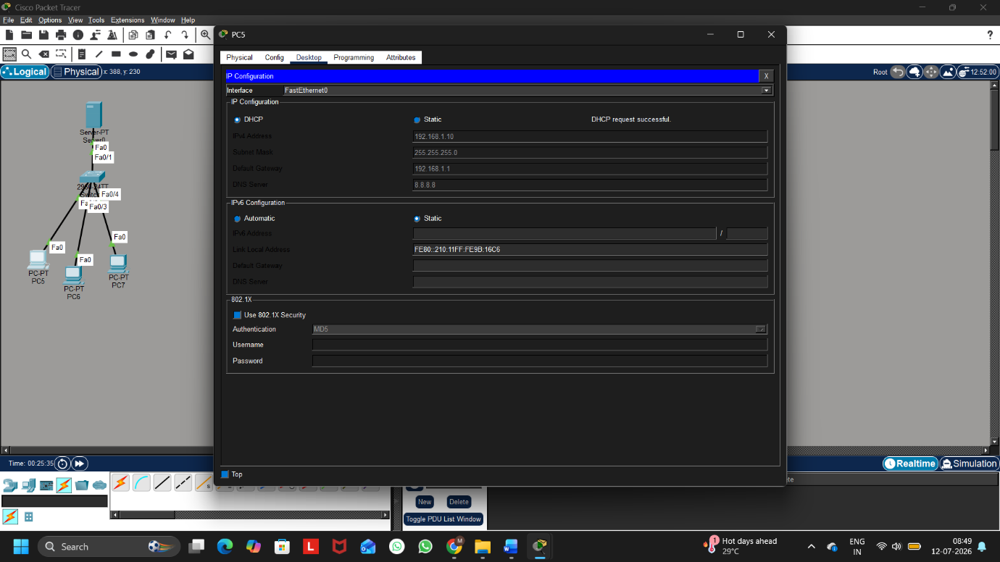 Cisco Packet Tracer
File Edit Options View Tools Extensions Window Help
?
Logical Physical x: 388, y: 230
Root 12:52:00
Server-PT
Server0
Fa0
Fa0/1
Fa0/4
Fa0/3
Fa0
Fa0
Fa0
PC-PT
PC5
PC-PT
PC6
PC-PT
PC7
PC5
Physical Config Desktop Programming Attributes
IP Configuration X
Interface FastEthernet0
IP Configuration
DHCP Static DHCP request successful.
IPv4 Address 192.168.1.10
Subnet Mask 255.255.255.0
Default Gateway 192.168.1.1
DNS Server 8.8.8.8
IPv6 Configuration
Automatic Static
IPv6 Address /
Link Local Address FE80::210:11FF:FE9B:16C6
Default Gateway
DNS Server
802.1X
Use 802.1X Security
Authentication MD5
Username
Password
Top
Time: 00:25:35
Realtime Simulation
New Delete
Toggle PDU List Window
Search
Hot days ahead
29°C
ENG
IN
08:49
12-07-2026